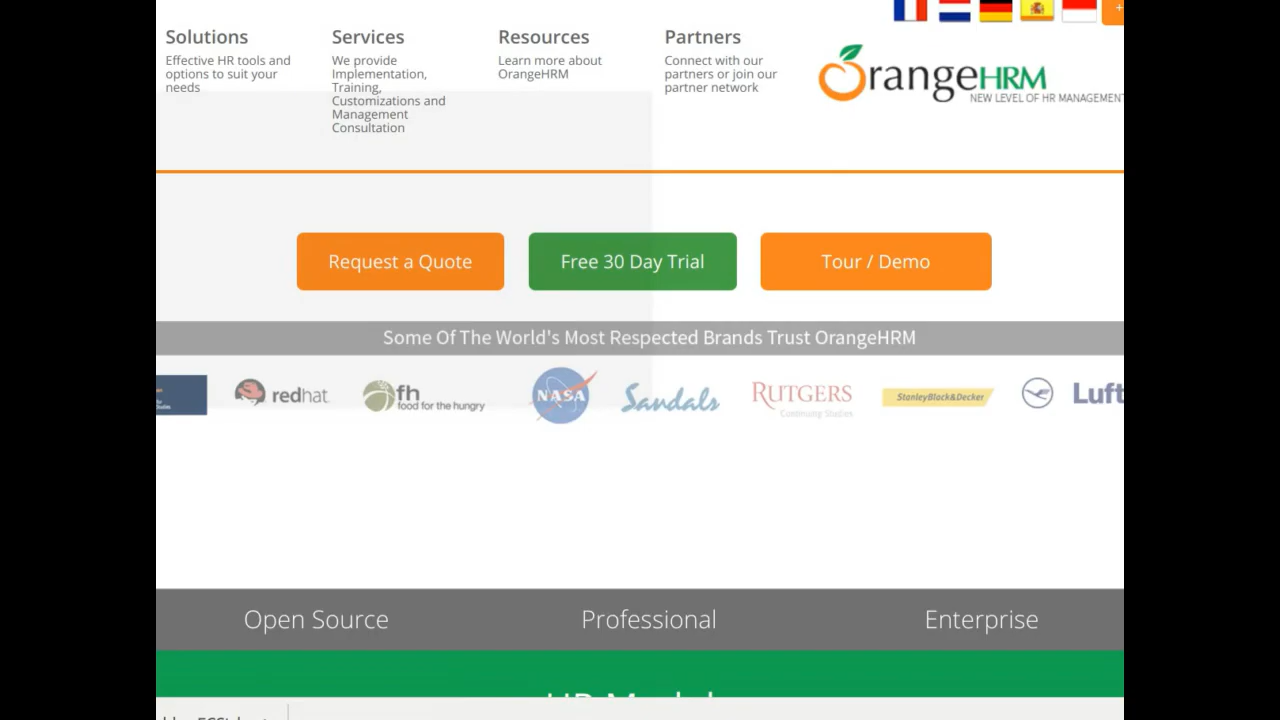 Solutions
Effective HR tools and
options to suit your
needs
Services
We provide
Implementation,
Training,
Customizations and
Management
Consultation
Resources
Learn more about
OrangeHRM
Partners
Connect with our
partners or join our
partner network
OrangeHRM
NEW LEVEL OF HR MANAGEMENT
Request a Quote
Free 30 Day Trial
Tour / Demo
Some Of The World's Most Respected Brands Trust OrangeHRM
redhat.
fh
food for the hungry
NASA
Sandals
RUTGERS
Continuing Studies
StanleyBlack&Decker
Luft
Open Source
Professional
Enterprise